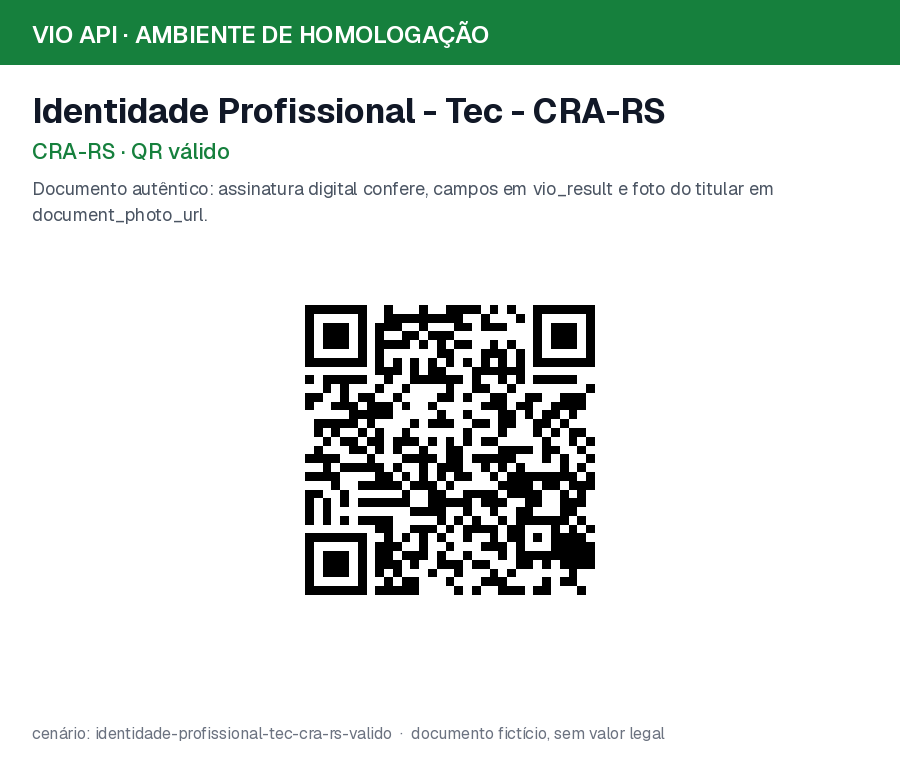 VIO API · AMBIENTE DE HOMOLOGAÇÃO
Identidade Profissional - Tec - CRA-RS
CRA-RS · QR válido
Documento autêntico: assinatura digital confere, campos em vio_result e foto do titular em
document_photo_url.
cenário: identidade-profissional-tec-cra-rs-valido · documento fictício, sem valor legal